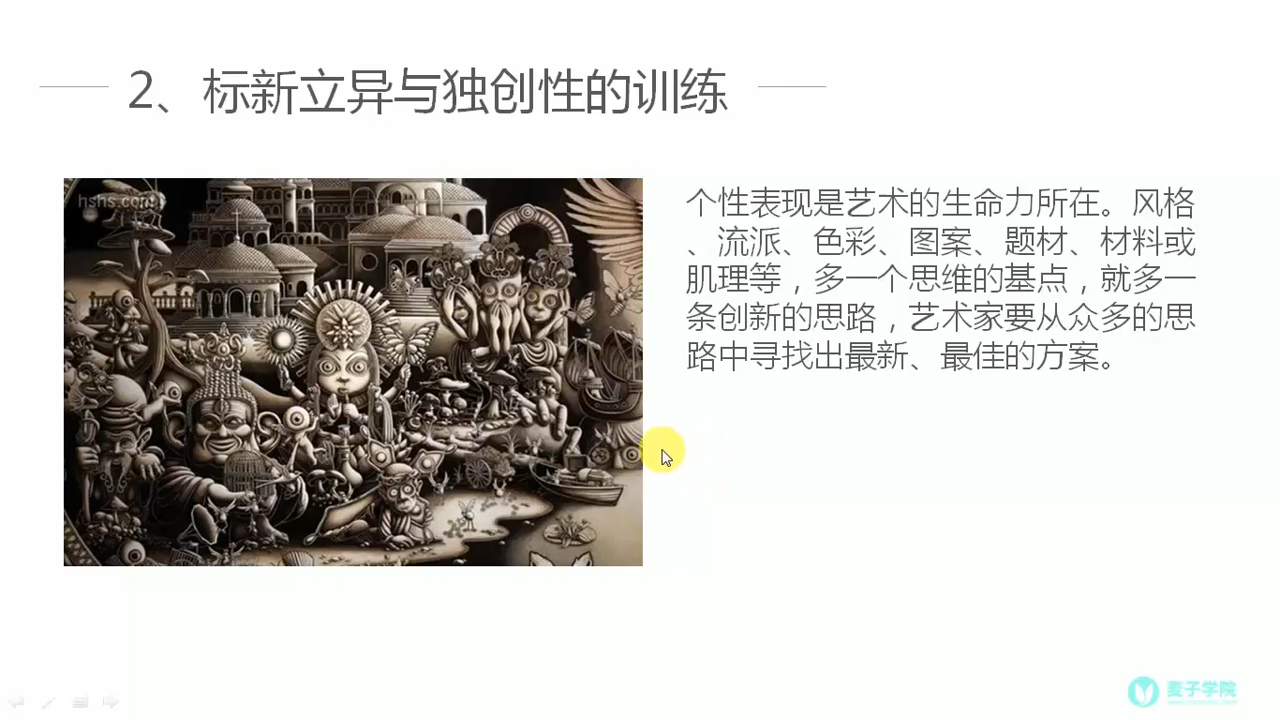 2、标新立异与独创性的训练
hshs.com
个性表现是艺术的生命力所在。风格
、流派、色彩、图案、题材、材料或
肌理等，多一个思维的基点，就多一
条创新的思路，艺术家要从众多的思
路中寻找出最新、最佳的方案。
麦子学院